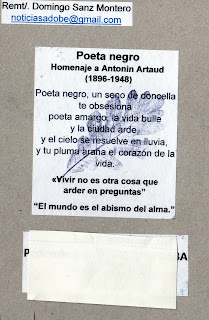 Remt/. Domingo Sanz Montero
noticiasadobe@gmail.com
Poeta negro
Homenaje a Antonin Artaud
(1896-1948)
Poeta negro, un seno de doncella
te obsesiona
poeta amargo, la vida bulle
y la ciudad arde,
y el cielo se resuelve en lluvia,
y tu pluma araña el corazón de la
vida.
«Vivir no es otra cosa que
arder en preguntas"
"El mundo es el abismo del alma."